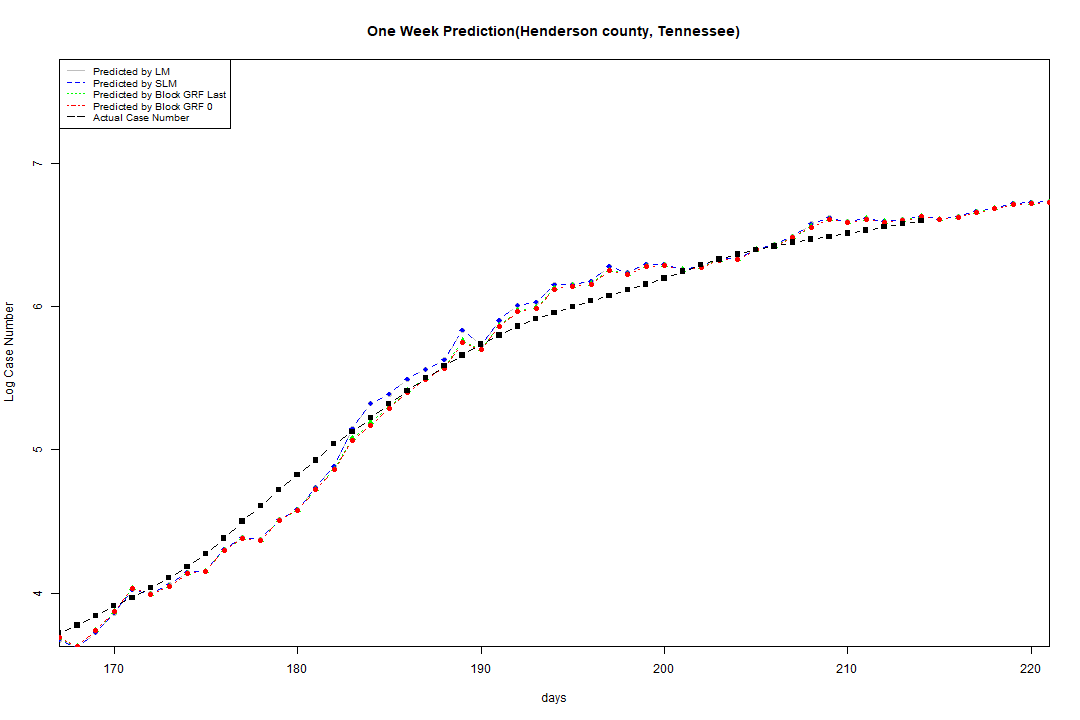 One Week Prediction(Henderson county, Tennessee)
Predicted by LM
Predicted by SLM
Predicted by Block GRF Last
Predicted by Block GRF 0
Actual Case Number
7
6
5
4
Log Case Number
170 180 190 200 210 220
days